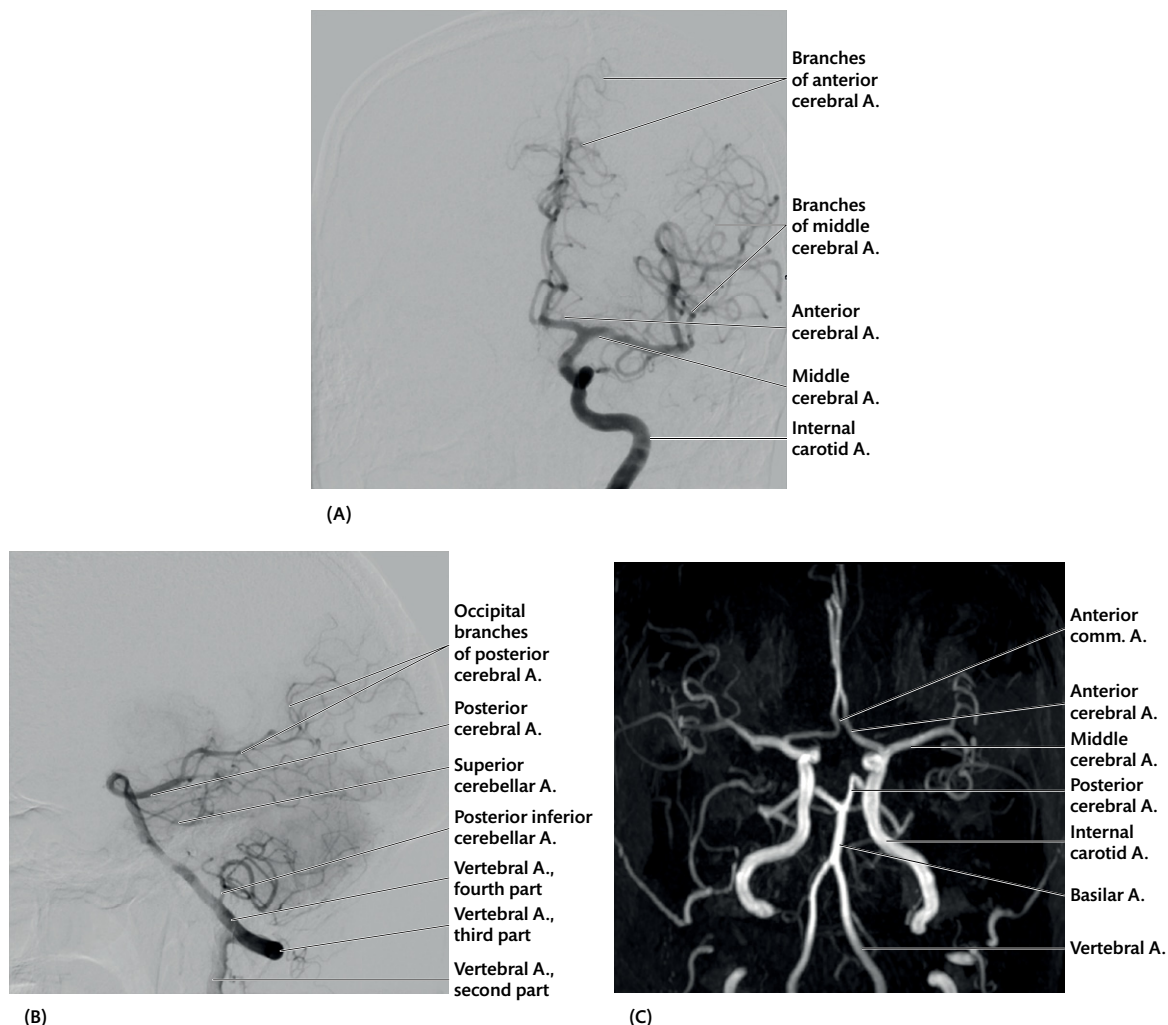 Branches
of anterior
cerebral A.
Branches
of middle
cerebral A.
Anterior
cerebral A.
Middle
cerebral A.
Internal
carotid A.
(A)
Occipital
branches
of posterior
cerebral A.
Posterior
cerebral A.
Superior
cerebellar A.
Posterior inferior
cerebellar A.
Vertebral A.,
fourth part
Vertebral A.,
third part
Vertebral A.,
second part
(B)
Anterior
comm. A.
Anterior
cerebral A.
Middle
cerebral A.
Posterior
cerebral A.
Internal
carotid A.
Basilar A.
Vertebral A.
(C)